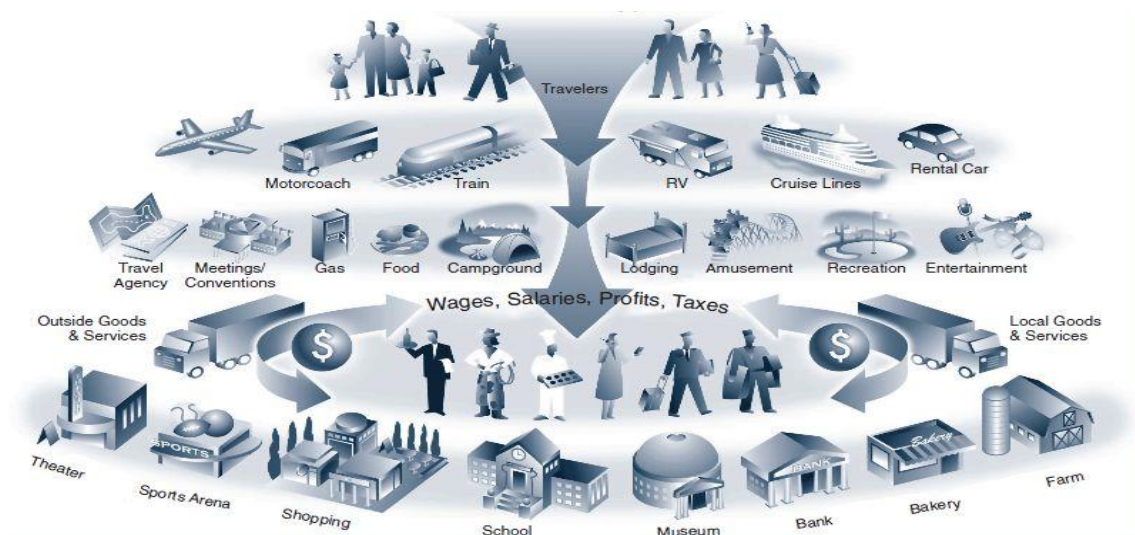 Travelers
Motorcoach
Train
RV
Cruise Lines
Rental Car
Travel
Agency
Meetings/
Conventions
Gas
Food
Campground
Lodging
Amusement
Recreation
Entertainment
Wages, Salaries, Profits, Taxes
Outside Goods
& Services
$
$
Local Goods
& Services
SPORTS
BANK
Bakery
Theater
Sports Arena
Shopping
School
Museum
Bank
Bakery
Farm